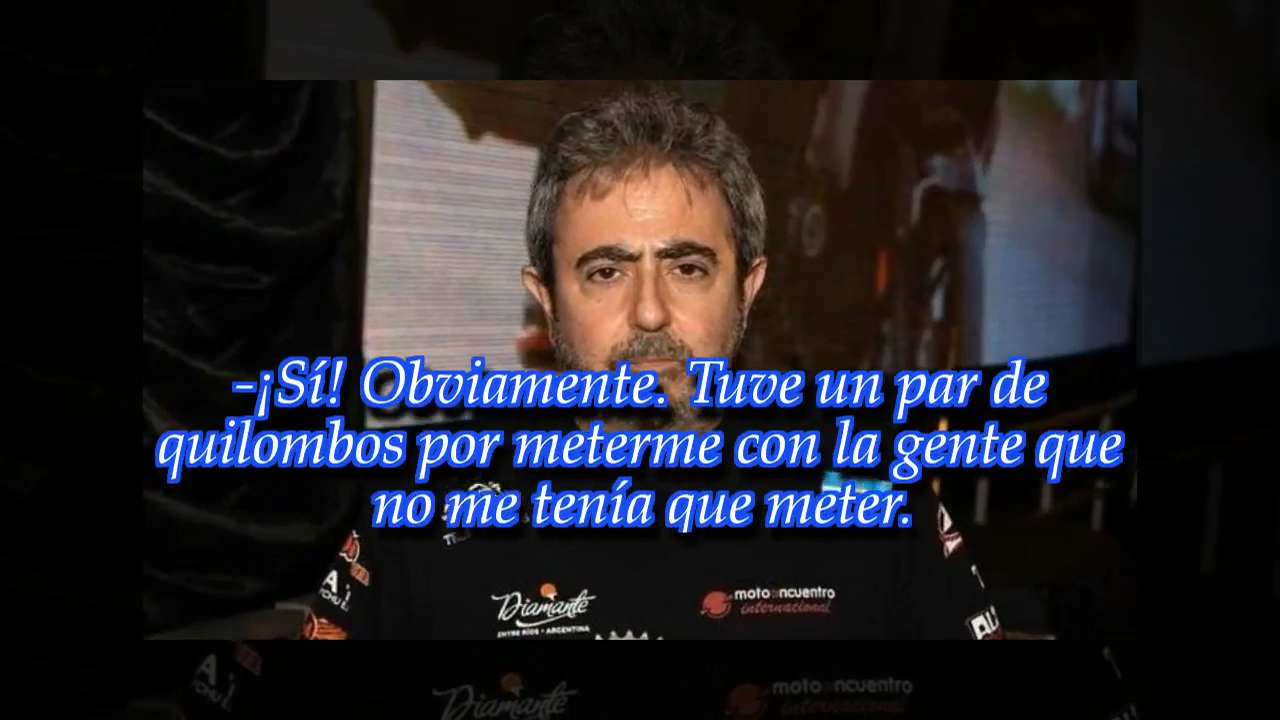 -¡Sí! Obviamente. Tuve un par de
quilombos por meterme con la gente que
no me tenía que meter.
Diamante
ENTRE RÍOS • ARGENTINA
motoencuentro
internacional
Diamante
motoencuentro
internacional